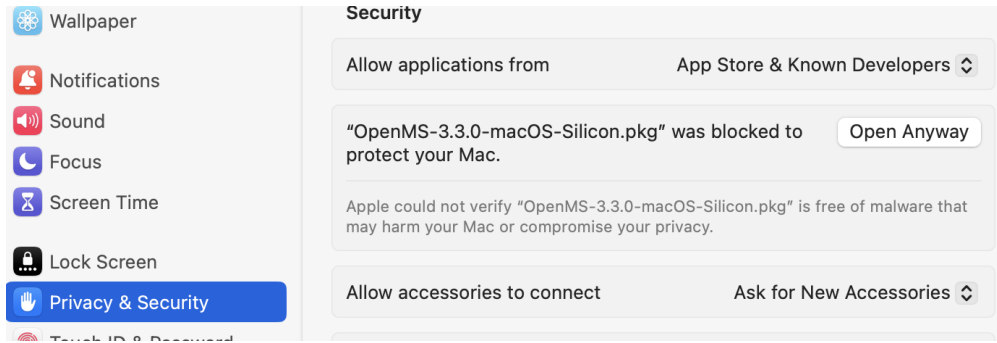 Wallpaper
Notifications
Sound
Focus
Screen Time
Lock Screen
Privacy & Security
Touch ID & Password
Security
Allow applications from
App Store & Known Developers
“OpenMS-3.3.0-macOS-Silicon.pkg” was blocked to
protect your Mac.
Open Anyway
Apple could not verify “OpenMS-3.3.0-macOS-Silicon.pkg” is free of malware that
may harm your Mac or compromise your privacy.
Allow accessories to connect
Ask for New Accessories